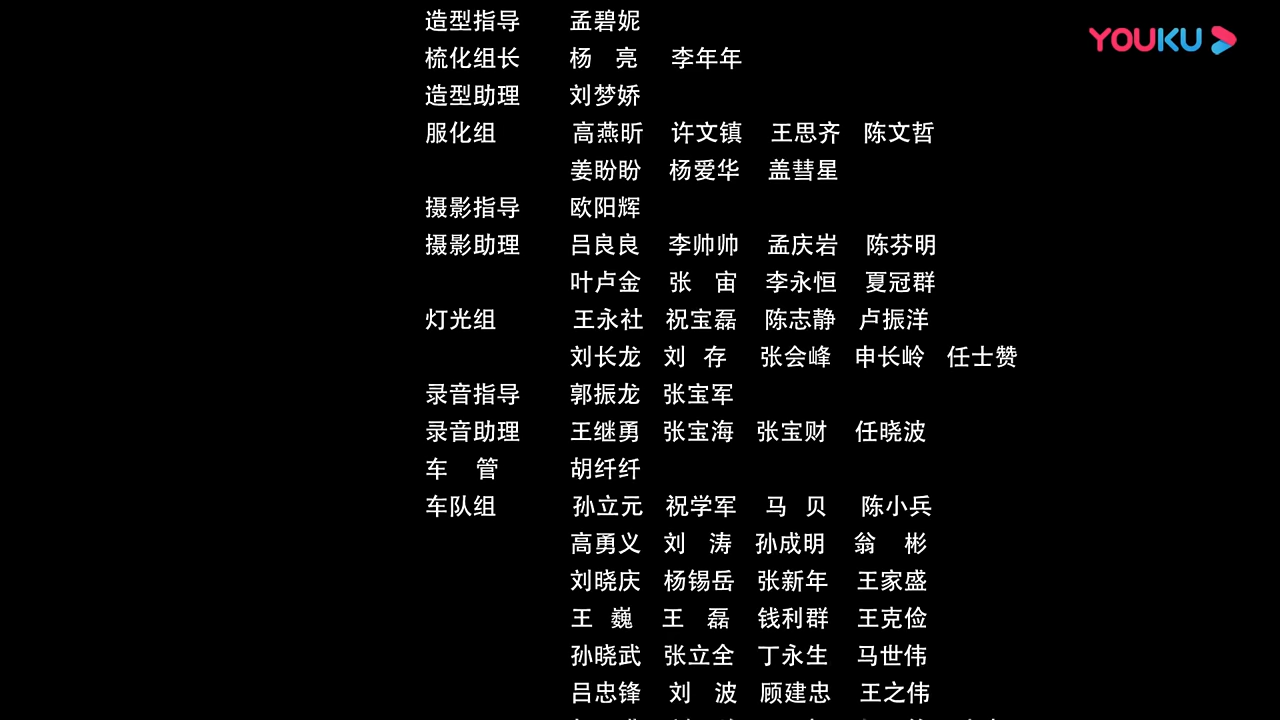 造型指导 孟碧妮
YOUKU
梳化组长 杨 亮 李年年
造型助理 刘梦娇
服化组 高燕昕 许文镇 王思齐 陈文哲
姜盼盼 杨爱华 盖彗星
摄影指导 欧阳辉
摄影助理 吕良良 李帅帅 孟庆岩 陈芬明
叶卢金 张 宙 李永恒 夏冠群
灯光组 王永社 祝宝磊 陈志静 卢振洋
刘长龙 刘 存 张会峰 申长岭 任士赞
录音指导 郭振龙 张宝军
录音助理 王继勇 张宝海 张宝财 任晓波
车 管 胡纤纤
车队组 孙立元 祝学军 马 贝 陈小兵
高勇义 刘 涛 孙成明 翁 彬
刘晓庆 杨锡岳 张新年 王家盛
王 巍 王 磊 钱利群 王克俭
孙晓武 张立全 丁永生 马世伟
吕忠锋 刘 波 顾建忠 王之伟